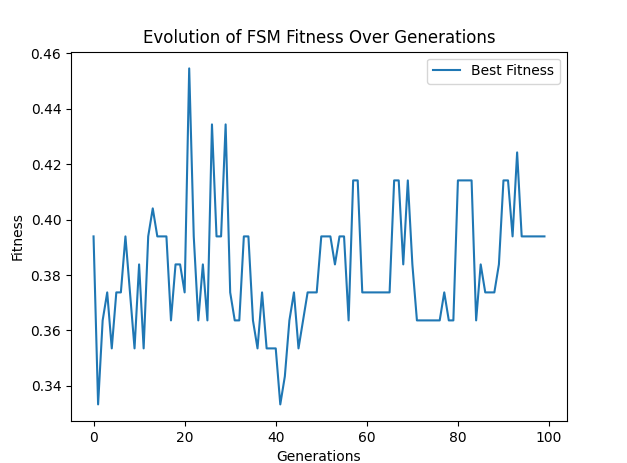 Evolution of FSM Fitness Over Generations
Best Fitness
0.46
0.44
0.42
0.40
0.38
0.36
0.34
Fitness
0 20 40 60 80 100
Generations